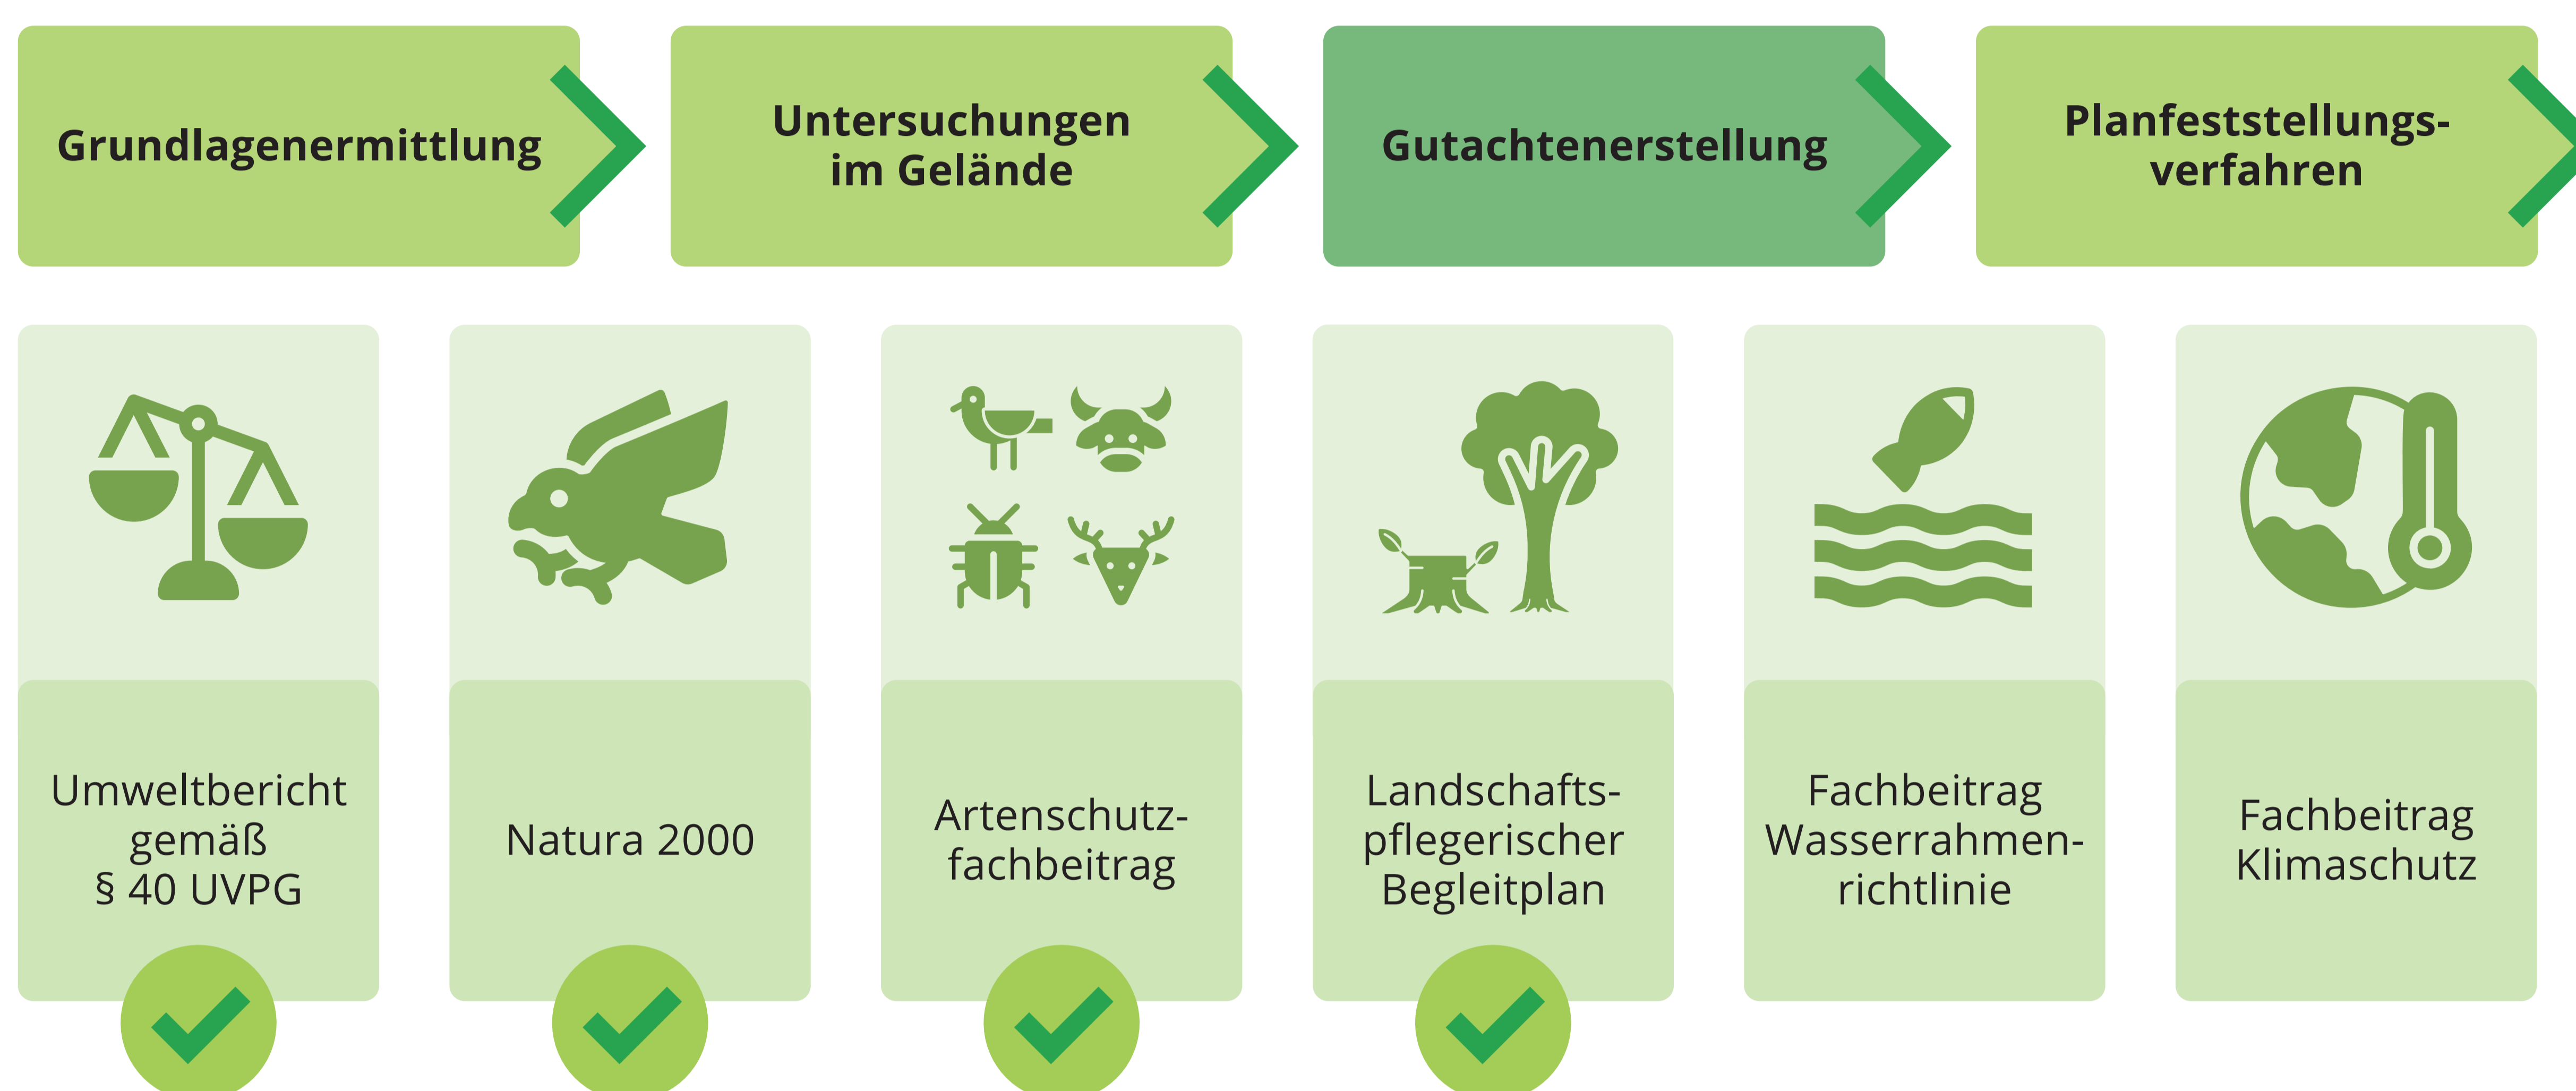 Grundlagenermittlung
Untersuchungen
im Gelände
Gutachtenerstellung
Planfeststellungs-
verfahren
Umweltbericht
gemäß
§ 40 UVPG
Natura 2000
Artenschutz-
fachbeitrag
Landschafts-
pflegerischer
Begleitplan
Fachbeitrag
Wasserrahmen-
richtlinie
Fachbeitrag
Klimaschutz